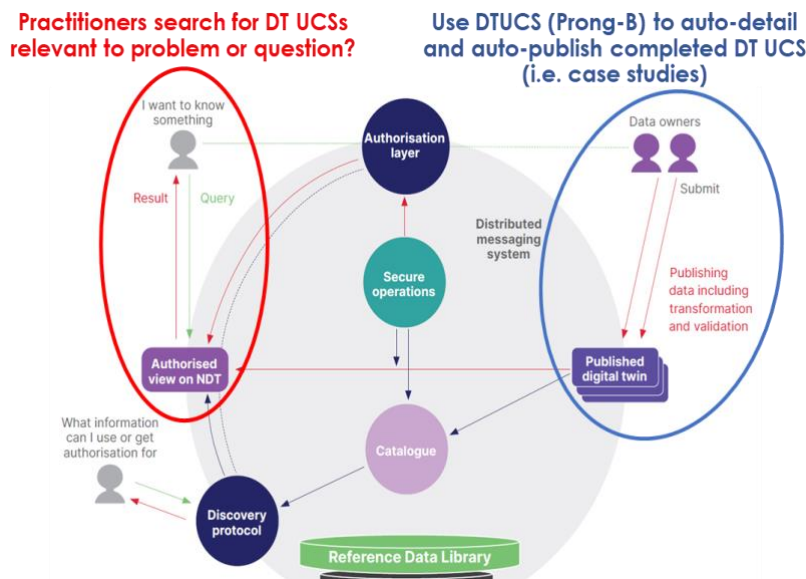 Practitioners search for DT UCSs
relevant to problem or question?
Use DTUCS (Prong-B) to auto-detail
and auto-publish completed DT UCS
(i.e. case studies)
I want to know
something
Authorisation
layer
Data owners
Result
Query
Submit
Distributed
messaging
system
Secure
operations
Publishing
data including
transformation
and validation
Authorised
view on NDT
Published
digital twin
What information
can I use or get
authorisation for
Catalogue
Discovery
protocol
Reference Data Library